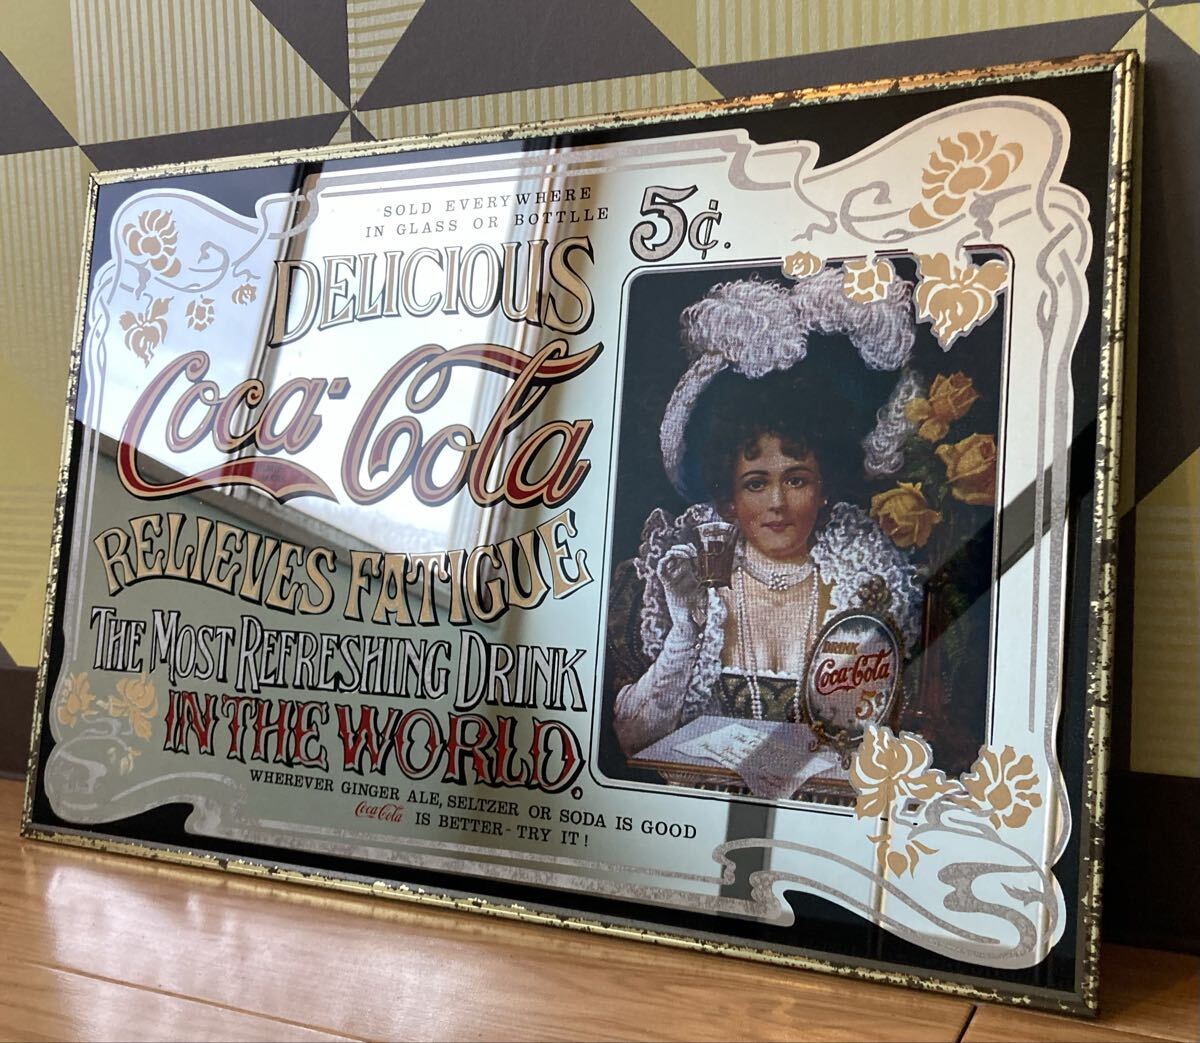 SOLD EVERYWHERE
IN GLASS OR BOTTLLE
5¢.
DELICIOUS
Coca-Cola
RELIEVES FATIGUE
THE MOST REFRESHING DRINK
IN THE WORLD.
WHEREVER GINGER ALE, SELTZER OR SODA IS GOOD
Coca-Cola IS BETTER - TRY IT!
DRINK
Coca-Cola
5¢